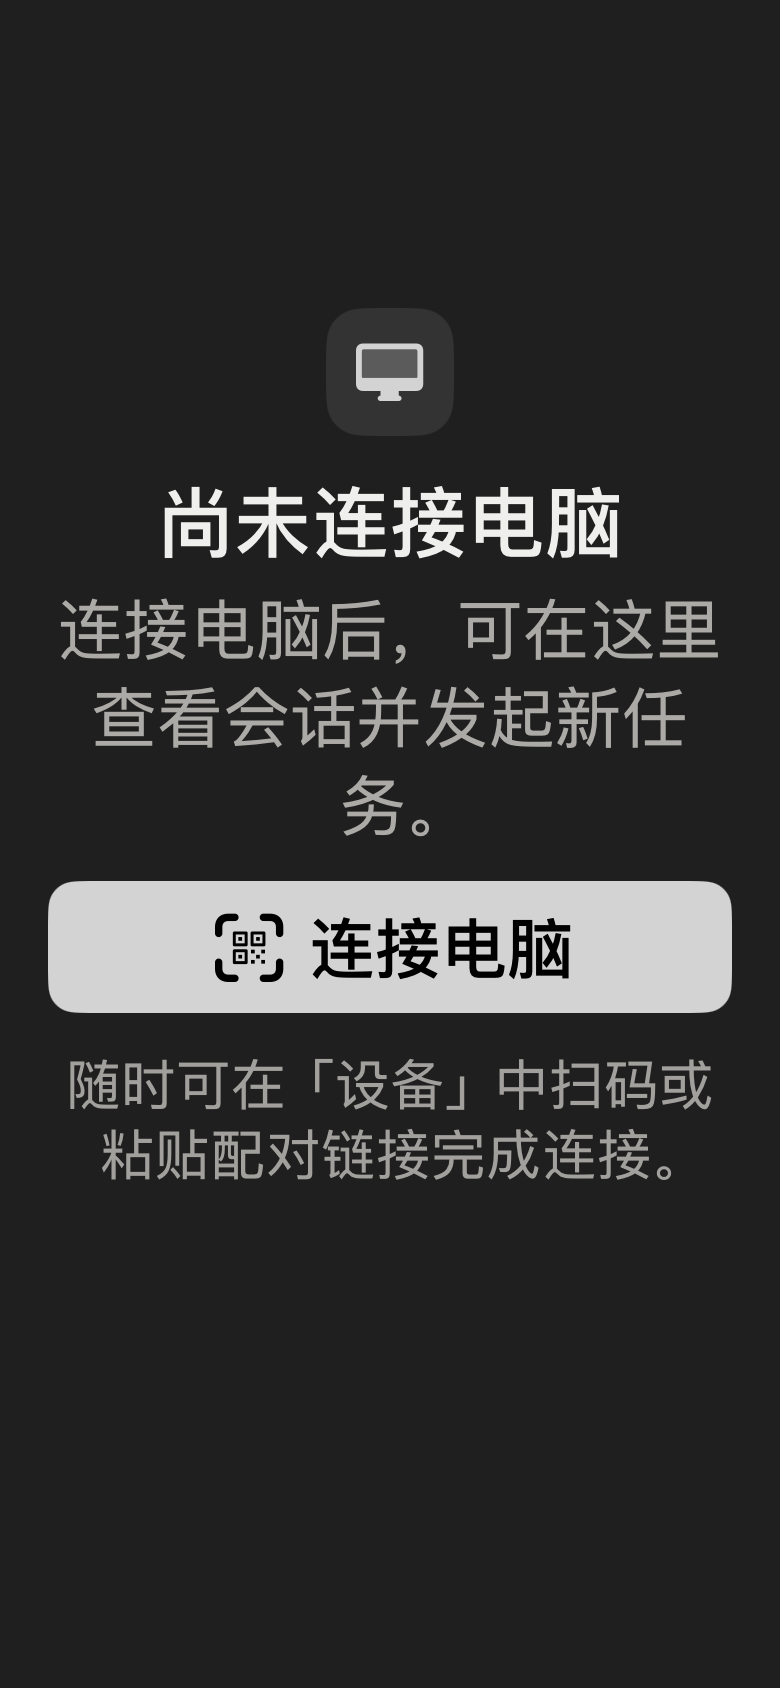 尚未连接电脑
连接电脑后，可在这里
查看会话并发起新任
务。
连接电脑
随时可在「设备」中扫码或
粘贴配对链接完成连接。